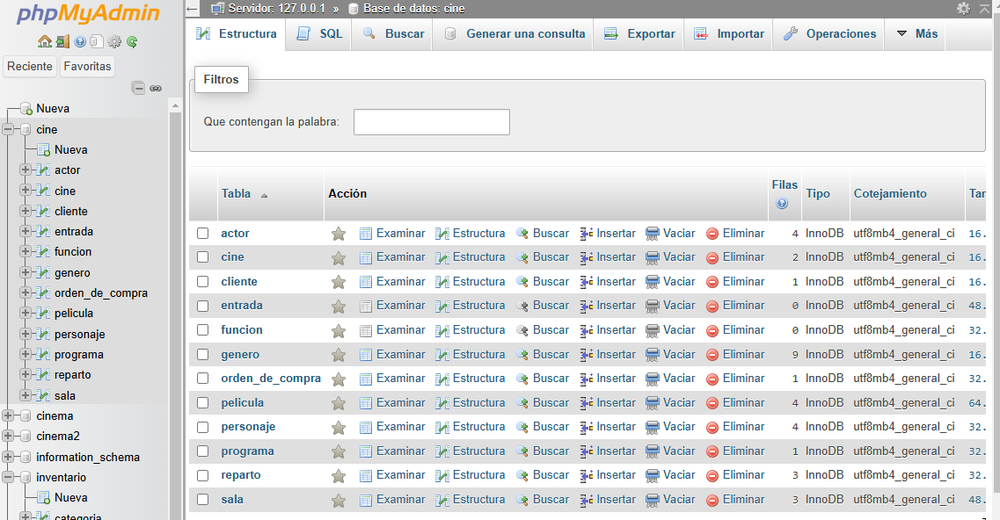 phpMyAdmin
Reciente Favoritas
Nueva
cine
Nueva
actor
cine
cliente
entrada
funcion
genero
orden_de_compra
pelicula
personaje
programa
reparto
sala
cinema
cinema2
information_schema
inventario
Nueva
categoria
Servidor: 127.0.0.1 » Base de datos: cine
Estructura SQL Buscar Generar una consulta Exportar Importar Operaciones Más
Filtros
Que contengan la palabra:
Tabla Acción Filas Tipo Cotejamiento Tar
actor Examinar Estructura Buscar Insertar Vaciar Eliminar 4 InnoDB utf8mb4_general_ci 16.
cine Examinar Estructura Buscar Insertar Vaciar Eliminar 2 InnoDB utf8mb4_general_ci 16.
cliente Examinar Estructura Buscar Insertar Vaciar Eliminar 1 InnoDB utf8mb4_general_ci 16.
entrada Examinar Estructura Buscar Insertar Vaciar Eliminar 0 InnoDB utf8mb4_general_ci 48.
funcion Examinar Estructura Buscar Insertar Vaciar Eliminar 0 InnoDB utf8mb4_general_ci 32.
genero Examinar Estructura Buscar Insertar Vaciar Eliminar 9 InnoDB utf8mb4_general_ci 16.
orden_de_compra Examinar Estructura Buscar Insertar Vaciar Eliminar 1 InnoDB utf8mb4_general_ci 32.
pelicula Examinar Estructura Buscar Insertar Vaciar Eliminar 4 InnoDB utf8mb4_general_ci 64.
personaje Examinar Estructura Buscar Insertar Vaciar Eliminar 4 InnoDB utf8mb4_general_ci 32.
programa Examinar Estructura Buscar Insertar Vaciar Eliminar 1 InnoDB utf8mb4_general_ci 32.
reparto Examinar Estructura Buscar Insertar Vaciar Eliminar 3 InnoDB utf8mb4_general_ci 32.
sala Examinar Estructura Buscar Insertar Vaciar Eliminar 3 InnoDB utf8mb4_general_ci 48.